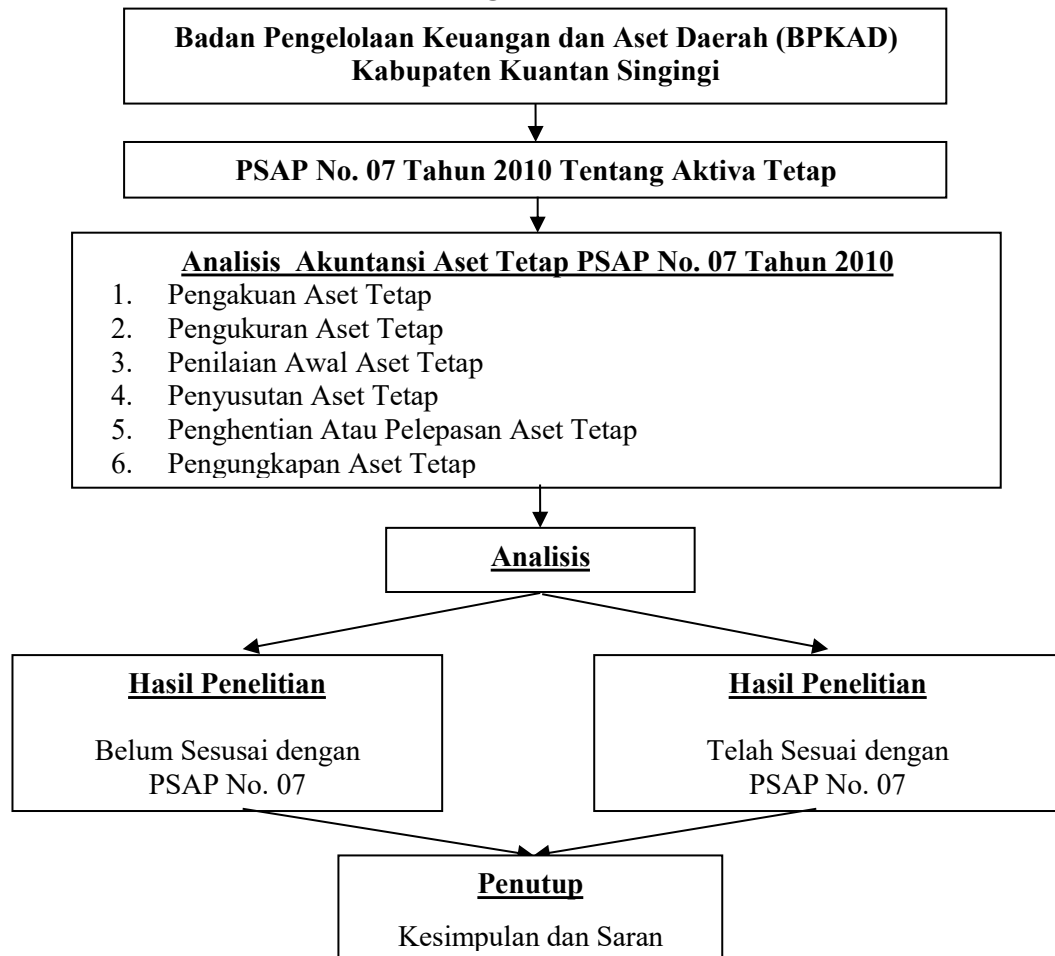 Badan Pengelolaan Keuangan dan Aset Daerah (BPKAD)
Kabupaten Kuantan Singingi
PSAP No. 07 Tahun 2010 Tentang Aktiva Tetap
Analisis Akuntansi Aset Tetap PSAP No. 07 Tahun 2010
1. Pengakuan Aset Tetap
2. Pengukuran Aset Tetap
3. Penilaian Awal Aset Tetap
4. Penyusutan Aset Tetap
5. Penghentian Atau Pelepasan Aset Tetap
6. Pengungkapan Aset Tetap
Analisis
Hasil Penelitian
Belum Sesusai dengan
PSAP No. 07
Hasil Penelitian
Telah Sesuai dengan
PSAP No. 07
Penutup
Kesimpulan dan Saran